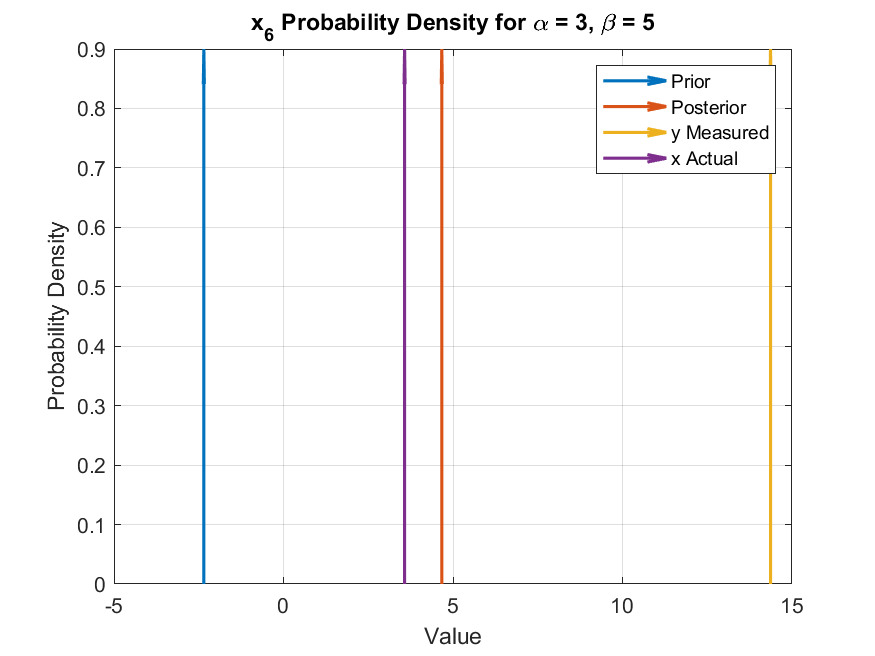 x6 Probability Density for α = 3, β = 5
0.9
0.8
0.7
0.6
0.5
0.4
0.3
0.2
0.1
0
Probability Density
Prior
Posterior
y Measured
x Actual
-5 0 5 10 15
Value